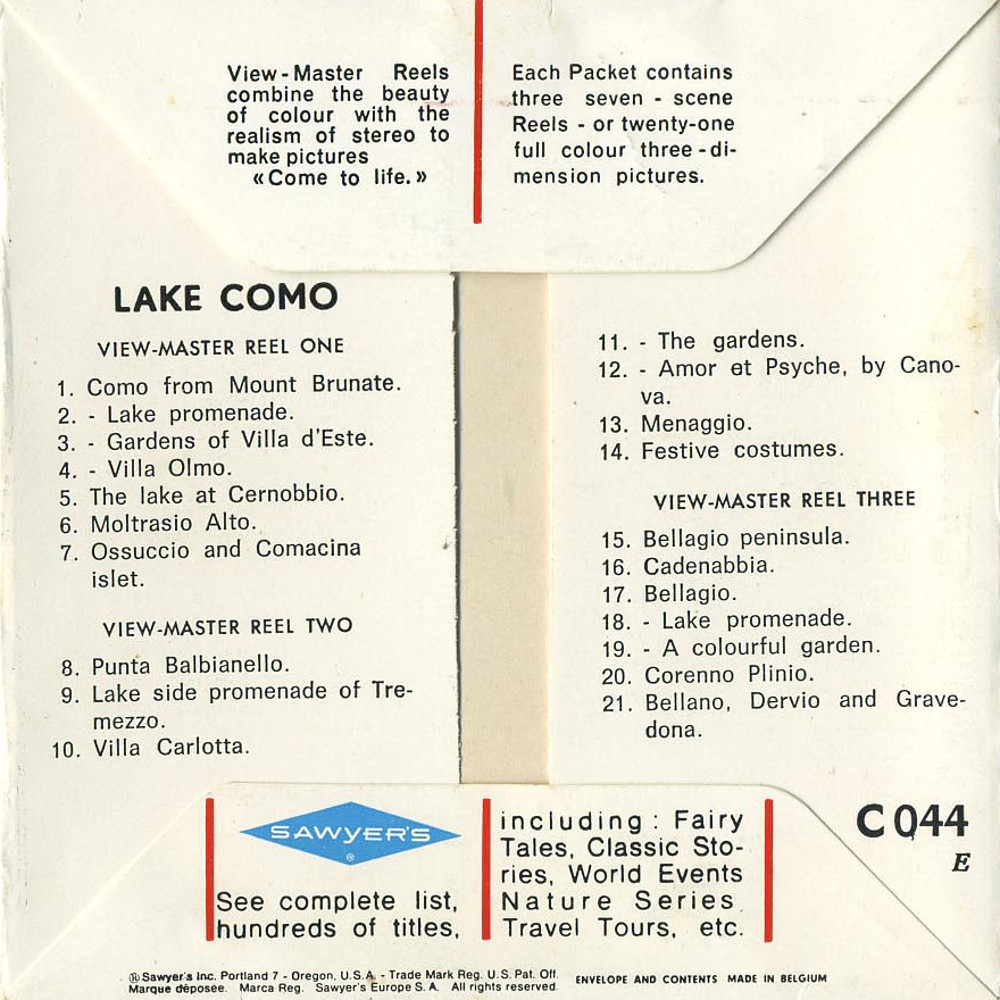 View-Master Reels
combine the beauty
of colour with the
realism of stereo to
make pictures
«Come to life.»
Each Packet contains
three seven - scene
Reels - or twenty-one
full colour three-di-
mension pictures.
LAKE COMO
VIEW-MASTER REEL ONE
1. Como from Mount Brunate.
2. - Lake promenade.
3. - Gardens of Villa d'Este.
4. - Villa Olmo.
5. The lake at Cernobbio.
6. Moltrasio Alto.
7. Ossuccio and Comacina
islet.
VIEW-MASTER REEL TWO
8. Punta Balbianello.
9. Lake side promenade of Tre-
mezzo.
10. Villa Carlotta.
11. - The gardens.
12. - Amor et Psyche, by Cano-
va.
13. Menaggio.
14. Festive costumes.
VIEW-MASTER REEL THREE
15. Bellagio peninsula.
16. Cadenabbia.
17. Bellagio.
18. - Lake promenade.
19. - A colourful garden.
20. Corenno Plinio.
21. Bellano, Dervio and Grave-
dona.
SAWYER'S
®
See complete list,
hundreds of titles,
including: Fairy
Tales, Classic Sto-
ries, World Events
Nature Series,
Travel Tours, etc.
C 044
E
® Sawyer's Inc. Portland 7 - Oregon, U.S.A. - Trade Mark Reg. U.S. Pat. Off.
Marque déposée. Marca Reg. Sawyer's Europe S.A. All rights reserved.
ENVELOPE AND CONTENTS MADE IN BELGIUM